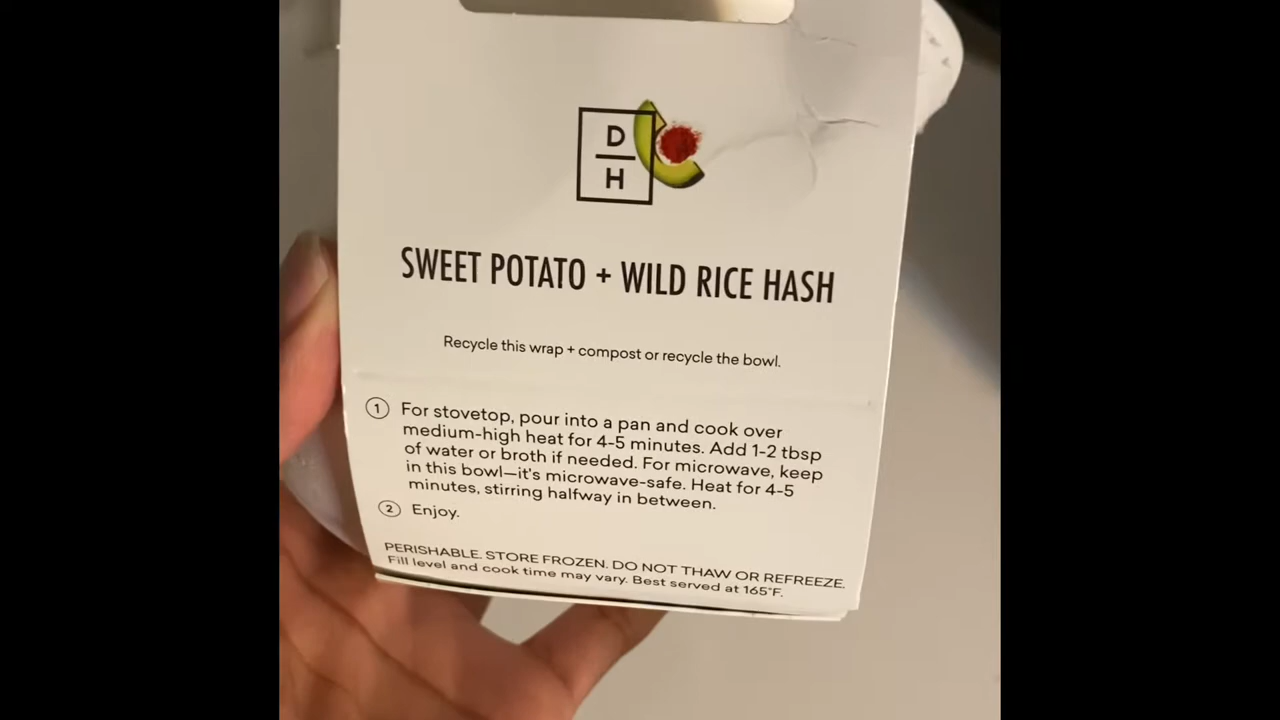 D
H
SWEET POTATO + WILD RICE HASH
Recycle this wrap + compost or recycle the bowl.
1 For stovetop, pour into a pan and cook over
medium-high heat for 4-5 minutes. Add 1-2 tbsp
of water or broth if needed. For microwave, keep
in this bowl—it's microwave-safe. Heat for 4-5
minutes, stirring halfway in between.
2 Enjoy.
PERISHABLE. STORE FROZEN. DO NOT THAW OR REFREEZE.
Fill level and cook time may vary. Best served at 165°F.